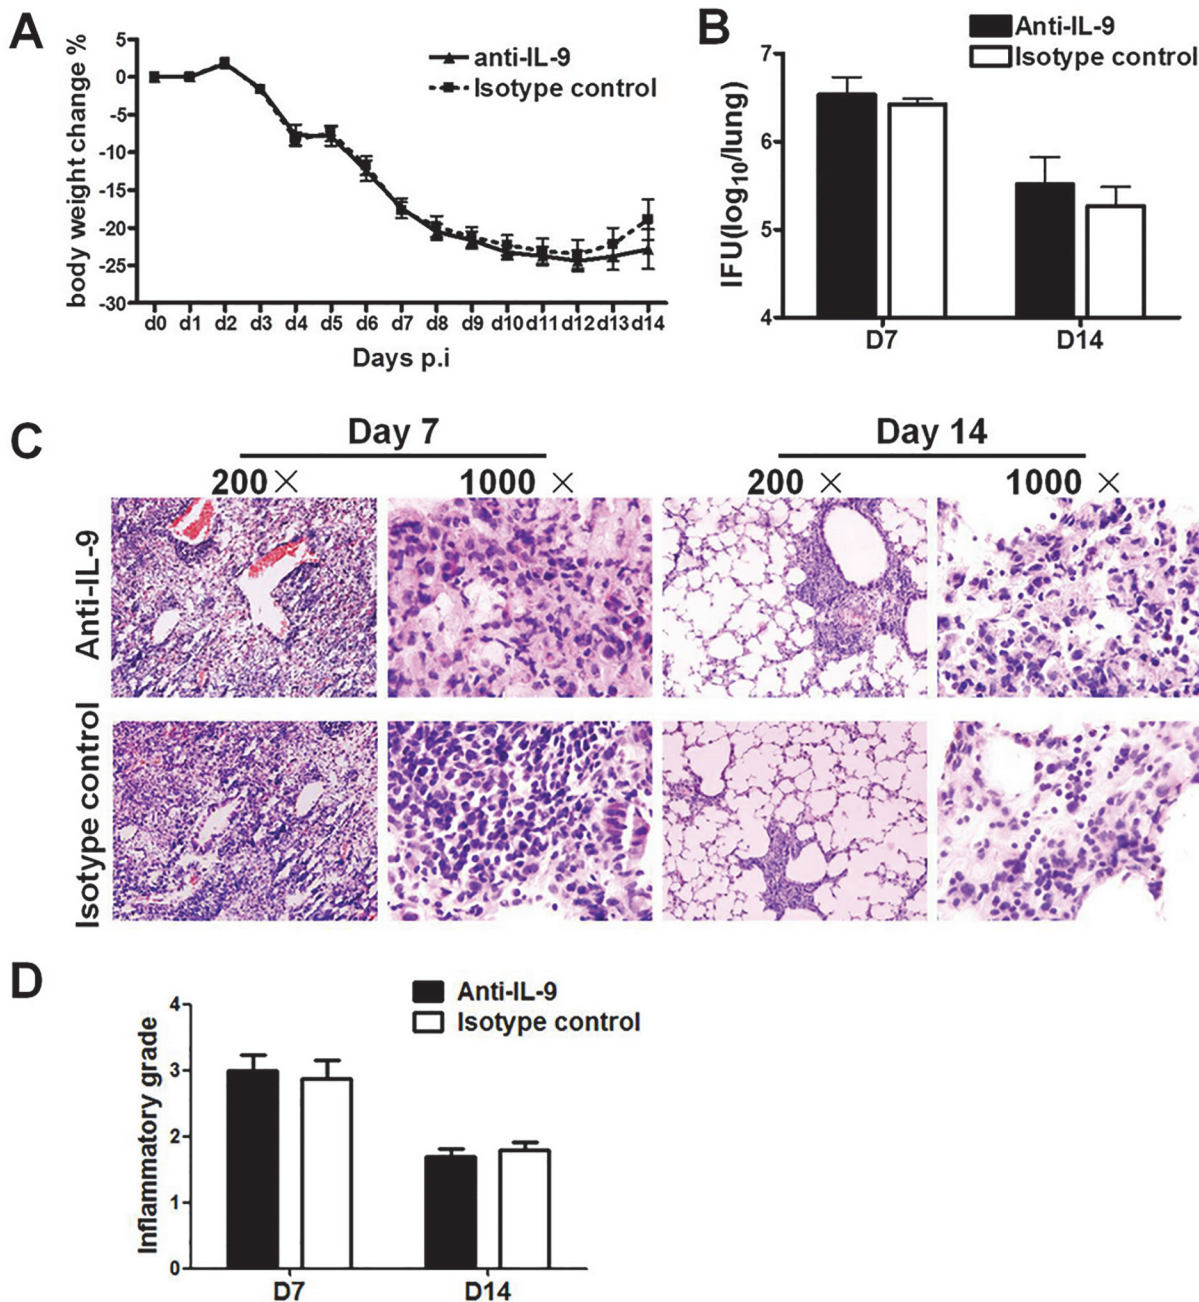 A
body weight change %
5
0
-5
-10
-15
-20
-25
-30
anti-IL-9
Isotype control
d0 d1 d2 d3 d4 d5 d6 d7 d8 d9 d10 d11 d12 d13 d14
Days p.i
B
Anti-IL-9
Isotype control
IFU(log10/lung)
7
6
5
4
D7 D14
C
Day 7 Day 14
200 × 1000 × 200 × 1000 ×
Anti-IL-9
Isotype control
D
Anti-IL-9
Isotype control
Inflammatory grade
4
3
2
1
0
D7 D14